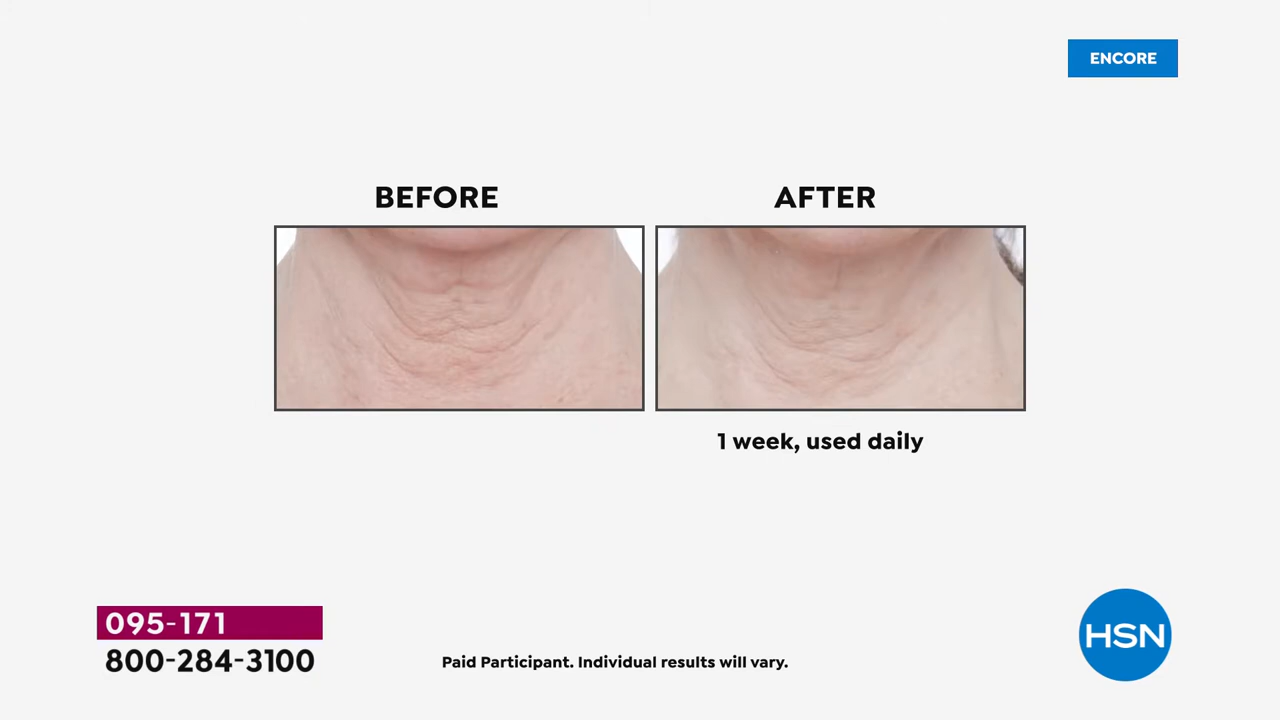 ENCORE
BEFORE
AFTER
1 week, used daily
095-171
800-284-3100
Paid Participant. Individual results will vary.
HSN